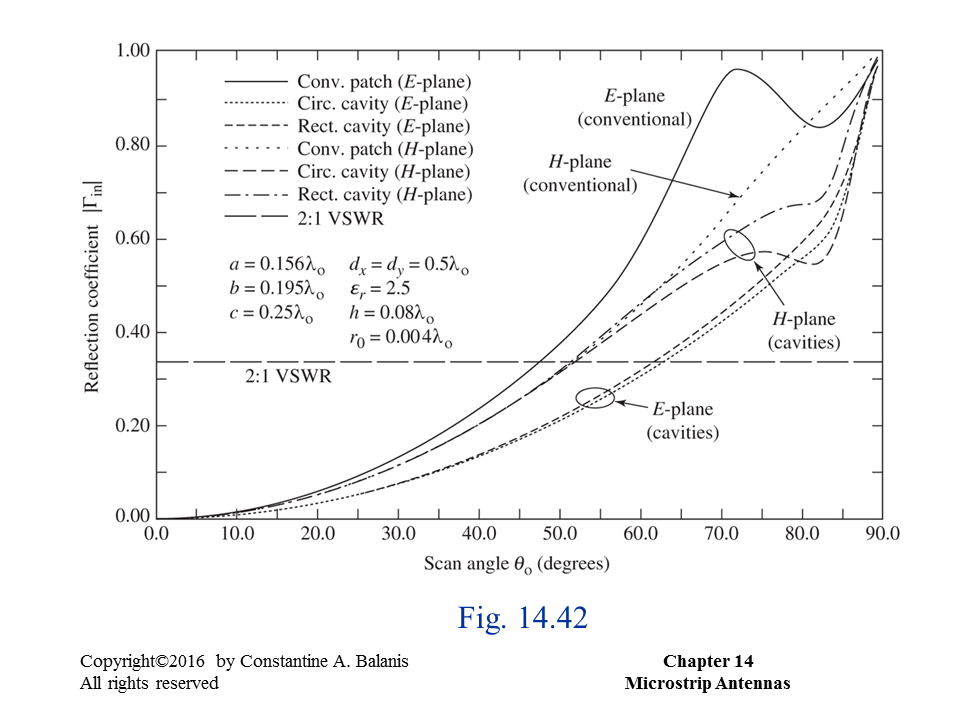 1.00
0.80
0.60
0.40
0.20
0.00
Reflection coefficient |Γin|
Conv. patch (E-plane)
Circ. cavity (E-plane)
Rect. cavity (E-plane)
Conv. patch (H-plane)
Circ. cavity (H-plane)
Rect. cavity (H-plane)
2:1 VSWR
a = 0.156λo dx = dy = 0.5λo
b = 0.195λo εr = 2.5
c = 0.25λo h = 0.08λo
r0 = 0.004λo
E-plane
(conventional)
H-plane
(conventional)
H-plane
(cavities)
2:1 VSWR
E-plane
(cavities)
0.0 10.0 20.0 30.0 40.0 50.0 60.0 70.0 80.0 90.0
Scan angle θo (degrees)
Fig. 14.42
Copyright©2016 by Constantine A. Balanis
All rights reserved
Chapter 14
Microstrip Antennas